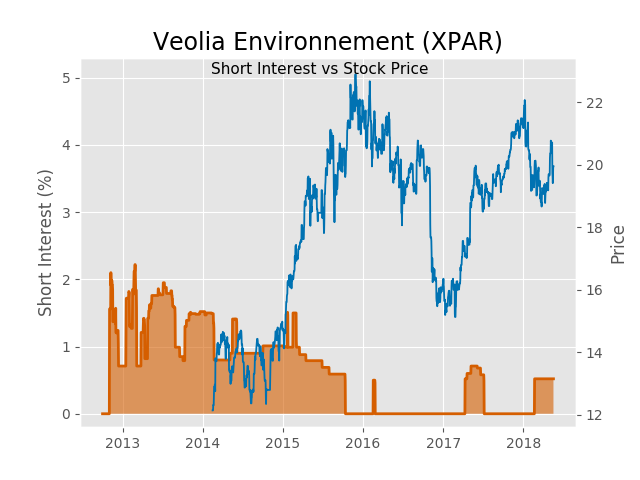 Veolia Environnement (XPAR)
Short Interest vs Stock Price
Short Interest (%)
5
4
3
2
1
0
22
20
18
16
14
12
Price
2013 2014 2015 2016 2017 2018